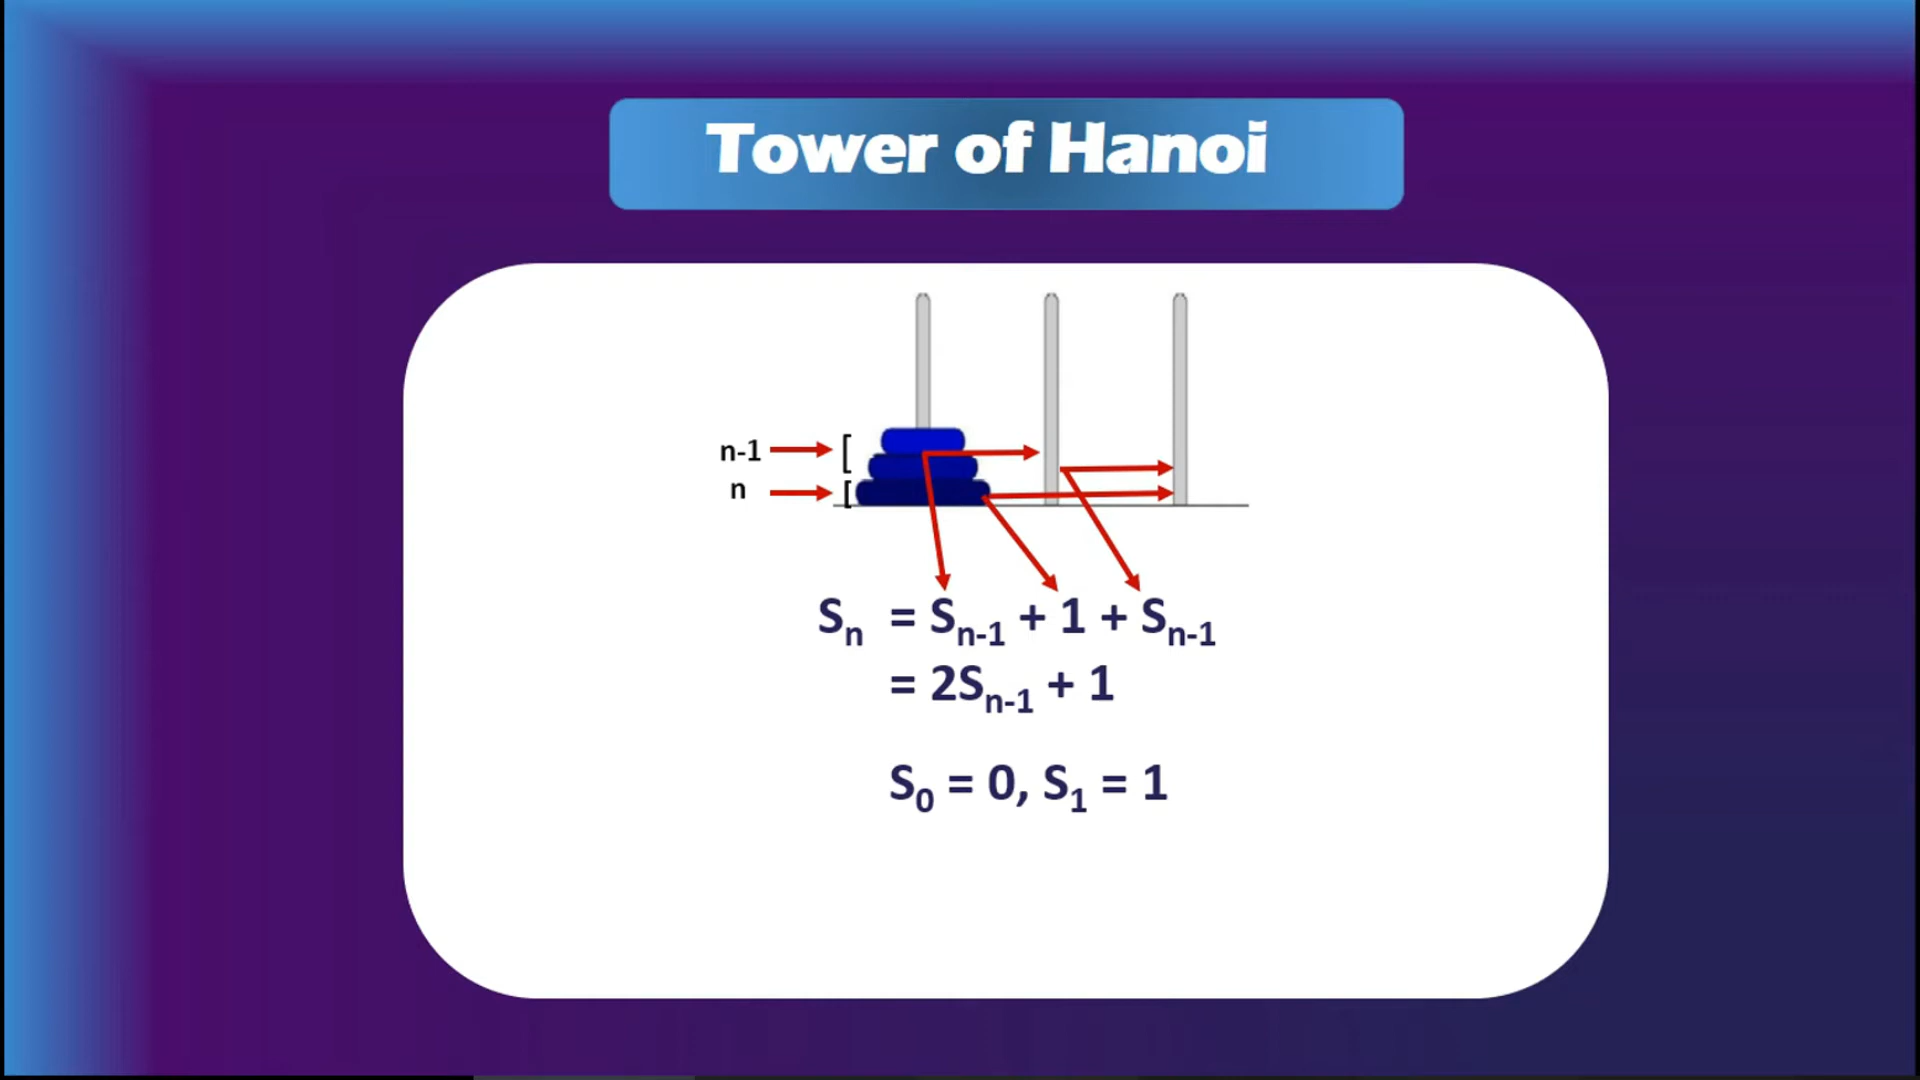 Tower of Hanoi
n-1
n
Sₙ = Sₙ₋₁ + 1 + Sₙ₋₁
= 2Sₙ₋₁ + 1
S₀ = 0, S₁ = 1